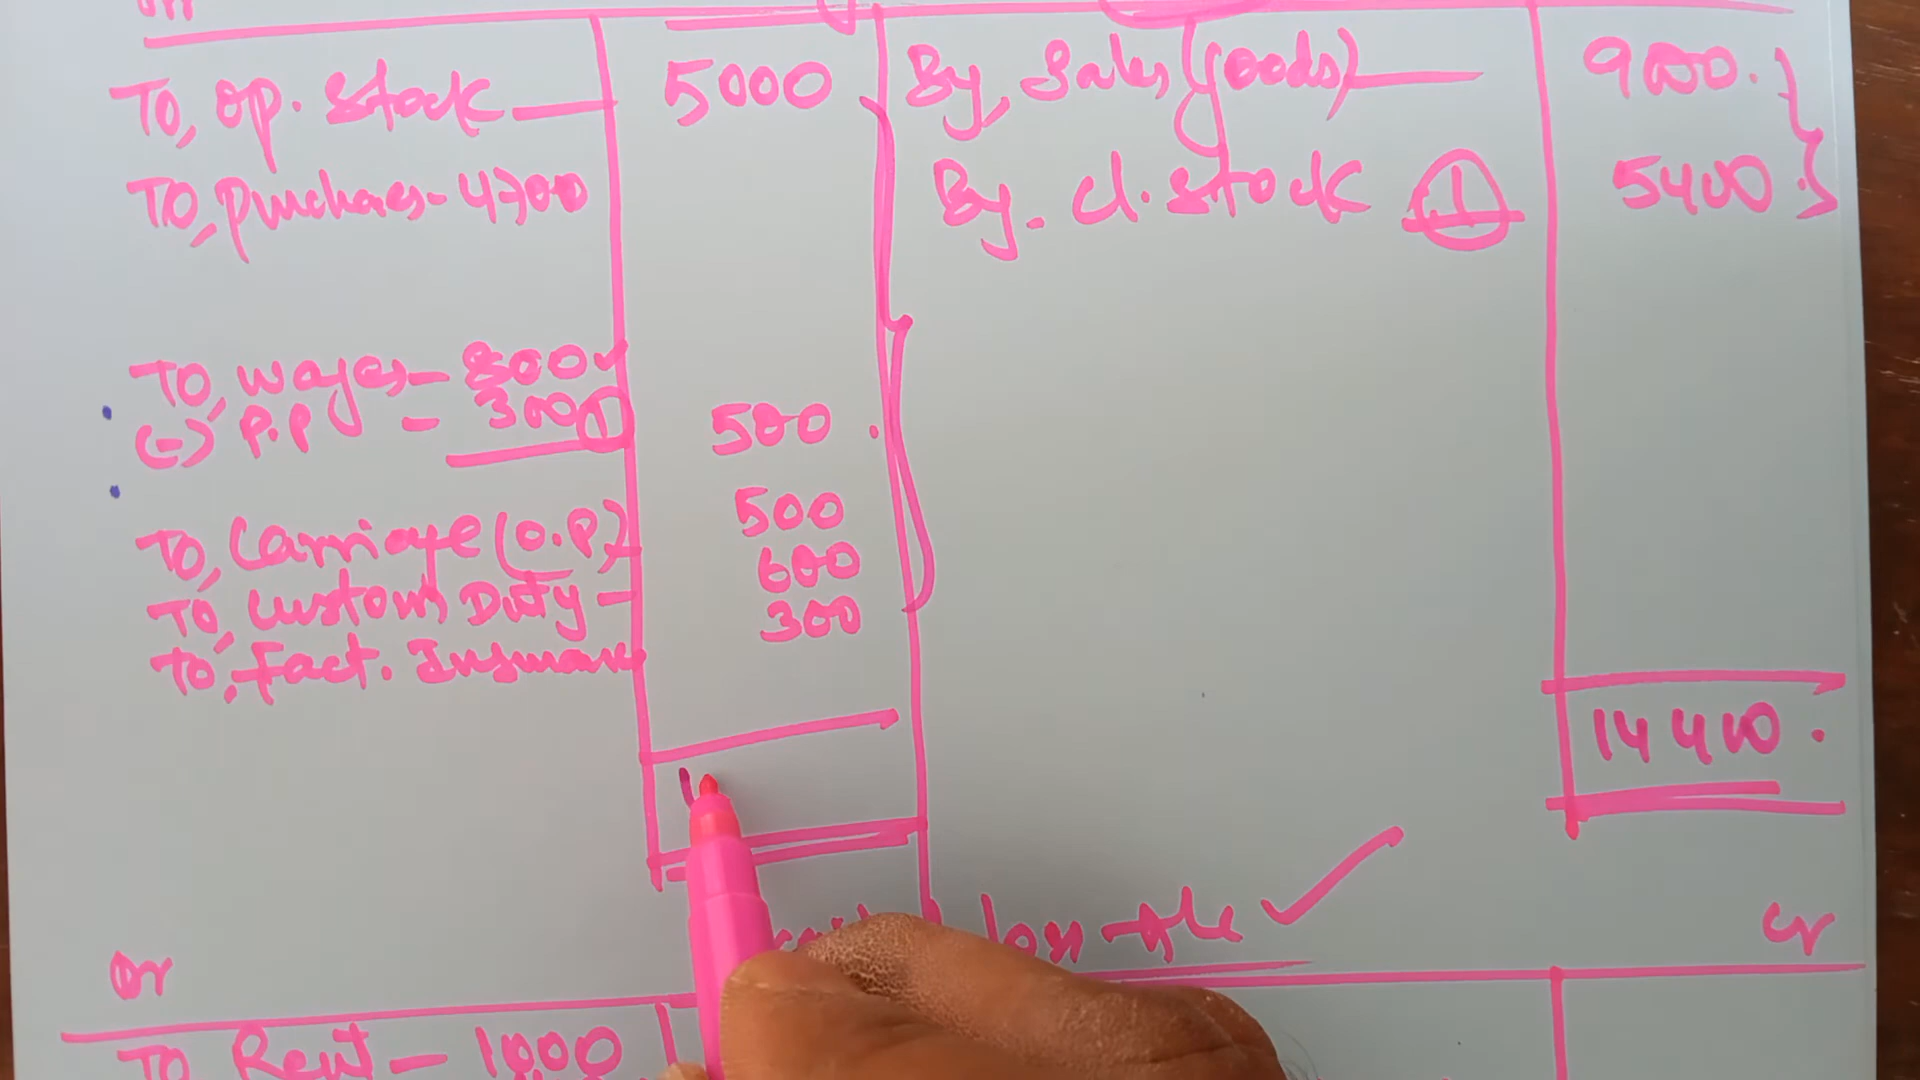 To, Op. Stock — 5000 By, Sales (goods) — 9000.
To, Purchases - 4700 By. Cl. Stock ① 5400.
To, Wages - 800
(-) P.P - 300 ① 500
To, Carriage (O.P) 500
To, Custom Duty - 600
To, Fact. Insurance 300
14400.
loss A/c
Dr Cr
To Rent - 1000